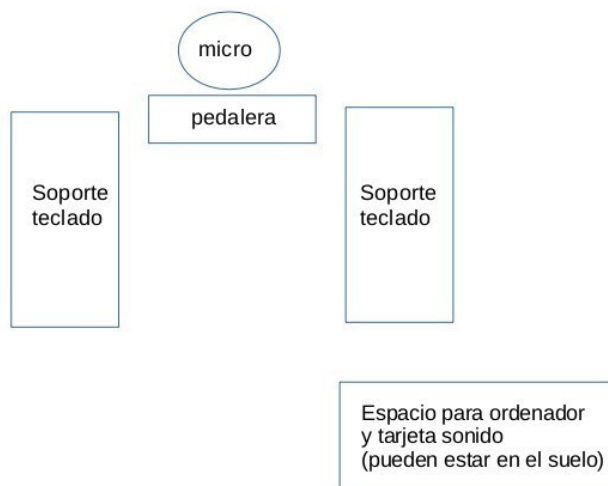 micro
pedalera
Soporte
teclado
Soporte
teclado
Espacio para ordenador
y tarjeta sonido
(pueden estar en el suelo)